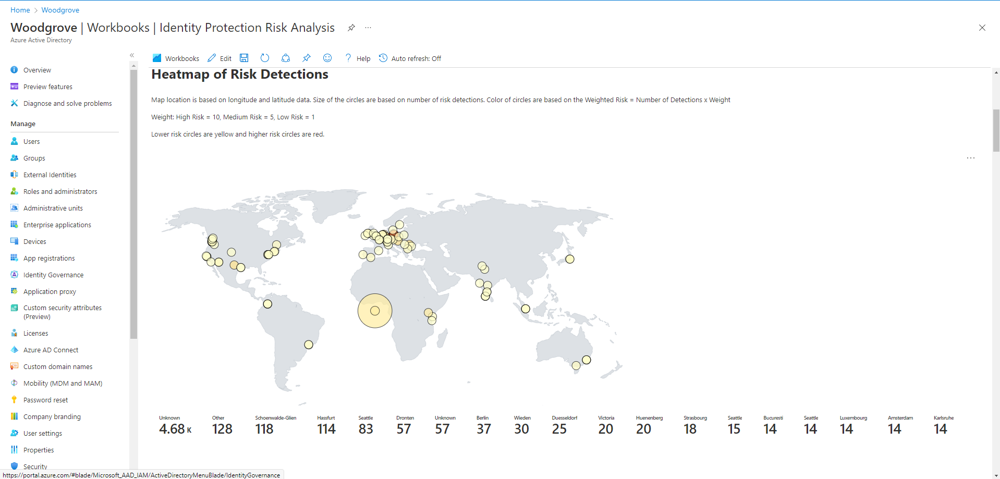 Home > Woodgrove
Woodgrove | Workbooks | Identity Protection Risk Analysis ...
Azure Active Directory
«
Workbooks Edit Help Auto refresh: Off
Overview
Preview features
Diagnose and solve problems
Manage
Users
Groups
External Identities
Roles and administrators
Administrative units
Enterprise applications
Devices
App registrations
Identity Governance
Application proxy
Custom security attributes
(Preview)
Licenses
Azure AD Connect
Custom domain names
Mobility (MDM and MAM)
Password reset
Company branding
User settings
Properties
Security
https://portal.azure.com/#blade/Microsoft_AAD_IAM/ActiveDirectoryMenuBlade/IdentityGovernance
Heatmap of Risk Detections
Map location is based on longitude and latitude data. Size of the circles are based on number of risk detections. Color of circles are based on the Weighted Risk = Number of Detections x Weight
Weight: High Risk = 10, Medium Risk = 5, Low Risk = 1
Lower risk circles are yellow and higher risk circles are red.
...
Unknown Other Schoenwalde-Glien Hassfurt Seattle Dronten Unknown Berlin Wieden Duesseldorf Victoria Huenenberg Strasbourg Seattle Bucuresti Seattle Luxembourg Amsterdam Karlsruhe
4.68 K 128 118 114 83 57 57 37 30 25 20 20 18 15 14 14 14 14 14